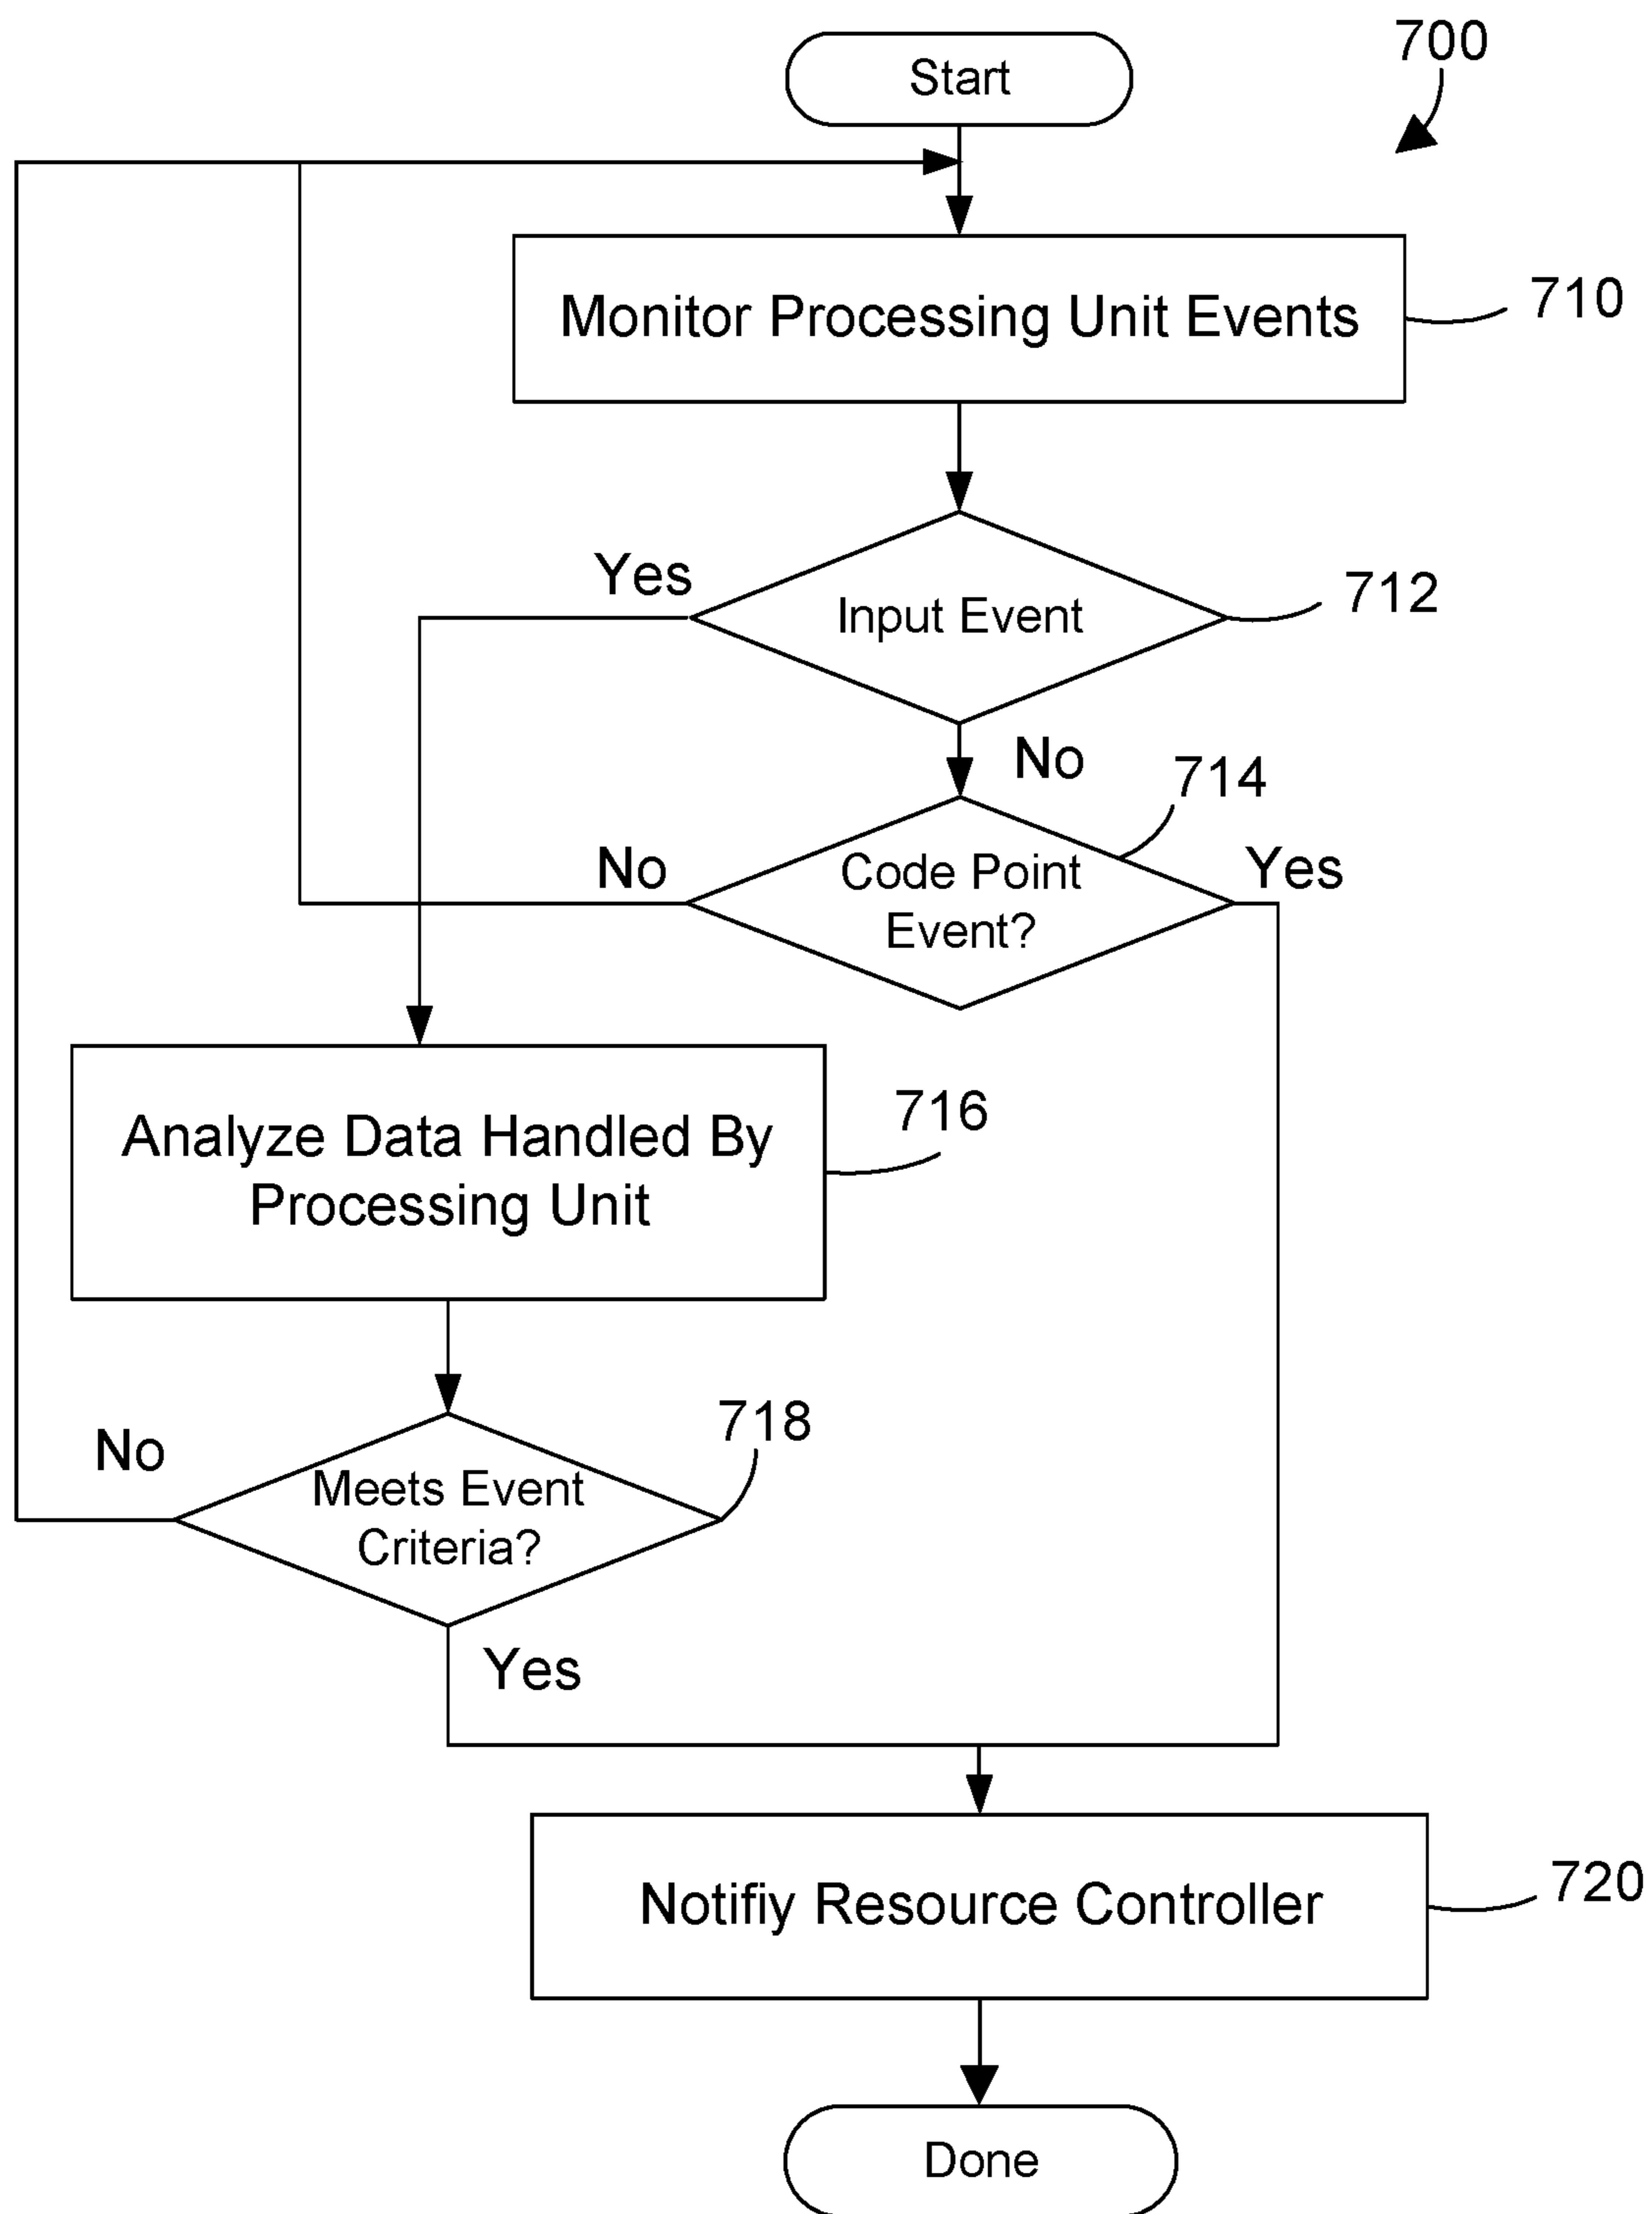 700
Start
Monitor Processing Unit Events
710
Yes
Input Event
712
No
714
No
Code Point
Event?
Yes
Analyze Data Handled By
Processing Unit
716
718
No
Meets Event
Criteria?
Yes
Notifiy Resource Controller
720
Done